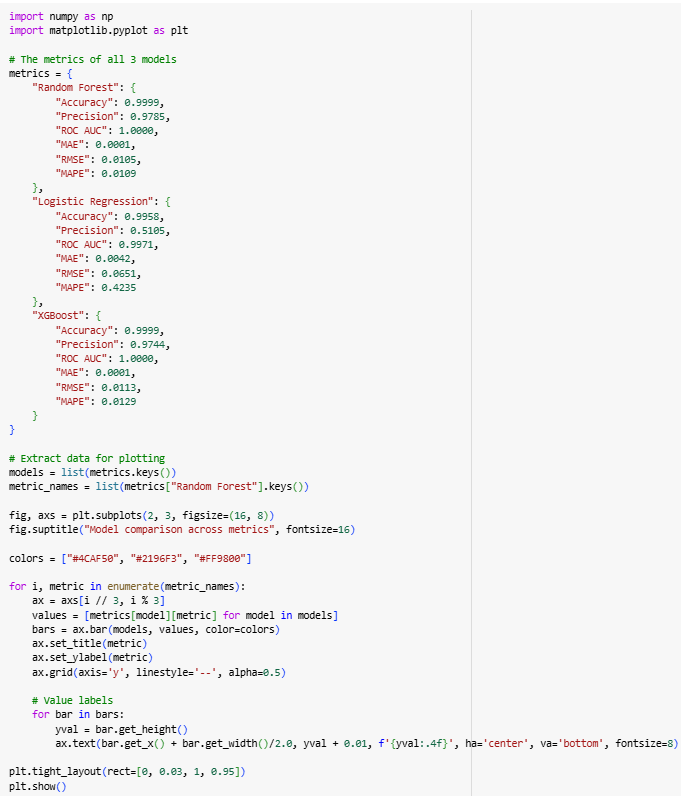 import numpy as np
import matplotlib.pyplot as plt

# The metrics of all 3 models
metrics = {
    "Random Forest": {
        "Accuracy": 0.9999,
        "Precision": 0.9785,
        "ROC AUC": 1.0000,
        "MAE": 0.0001,
        "RMSE": 0.0105,
        "MAPE": 0.0109
    },
    "Logistic Regression": {
        "Accuracy": 0.9958,
        "Precision": 0.5105,
        "ROC AUC": 0.9971,
        "MAE": 0.0042,
        "RMSE": 0.0651,
        "MAPE": 0.4235
    },
    "XGBoost": {
        "Accuracy": 0.9999,
        "Precision": 0.9744,
        "ROC AUC": 1.0000,
        "MAE": 0.0001,
        "RMSE": 0.0113,
        "MAPE": 0.0129
    }
}

# Extract data for plotting
models = list(metrics.keys())
metric_names = list(metrics["Random Forest"].keys())

fig, axs = plt.subplots(2, 3, figsize=(16, 8))
fig.suptitle("Model comparison across metrics", fontsize=16)

colors = ["#4CAF50", "#2196F3", "#FF9800"]

for i, metric in enumerate(metric_names):
    ax = axs[i // 3, i % 3]
    values = [metrics[model][metric] for model in models]
    bars = ax.bar(models, values, color=colors)
    ax.set_title(metric)
    ax.set_ylabel(metric)
    ax.grid(axis='y', linestyle='--', alpha=0.5)

    # Value labels
    for bar in bars:
        yval = bar.get_height()
        ax.text(bar.get_x() + bar.get_width()/2.0, yval + 0.01, f'{yval:.4f}', ha='center', va='bottom', fontsize=8)

plt.tight_layout(rect=[0, 0.03, 1, 0.95])
plt.show()